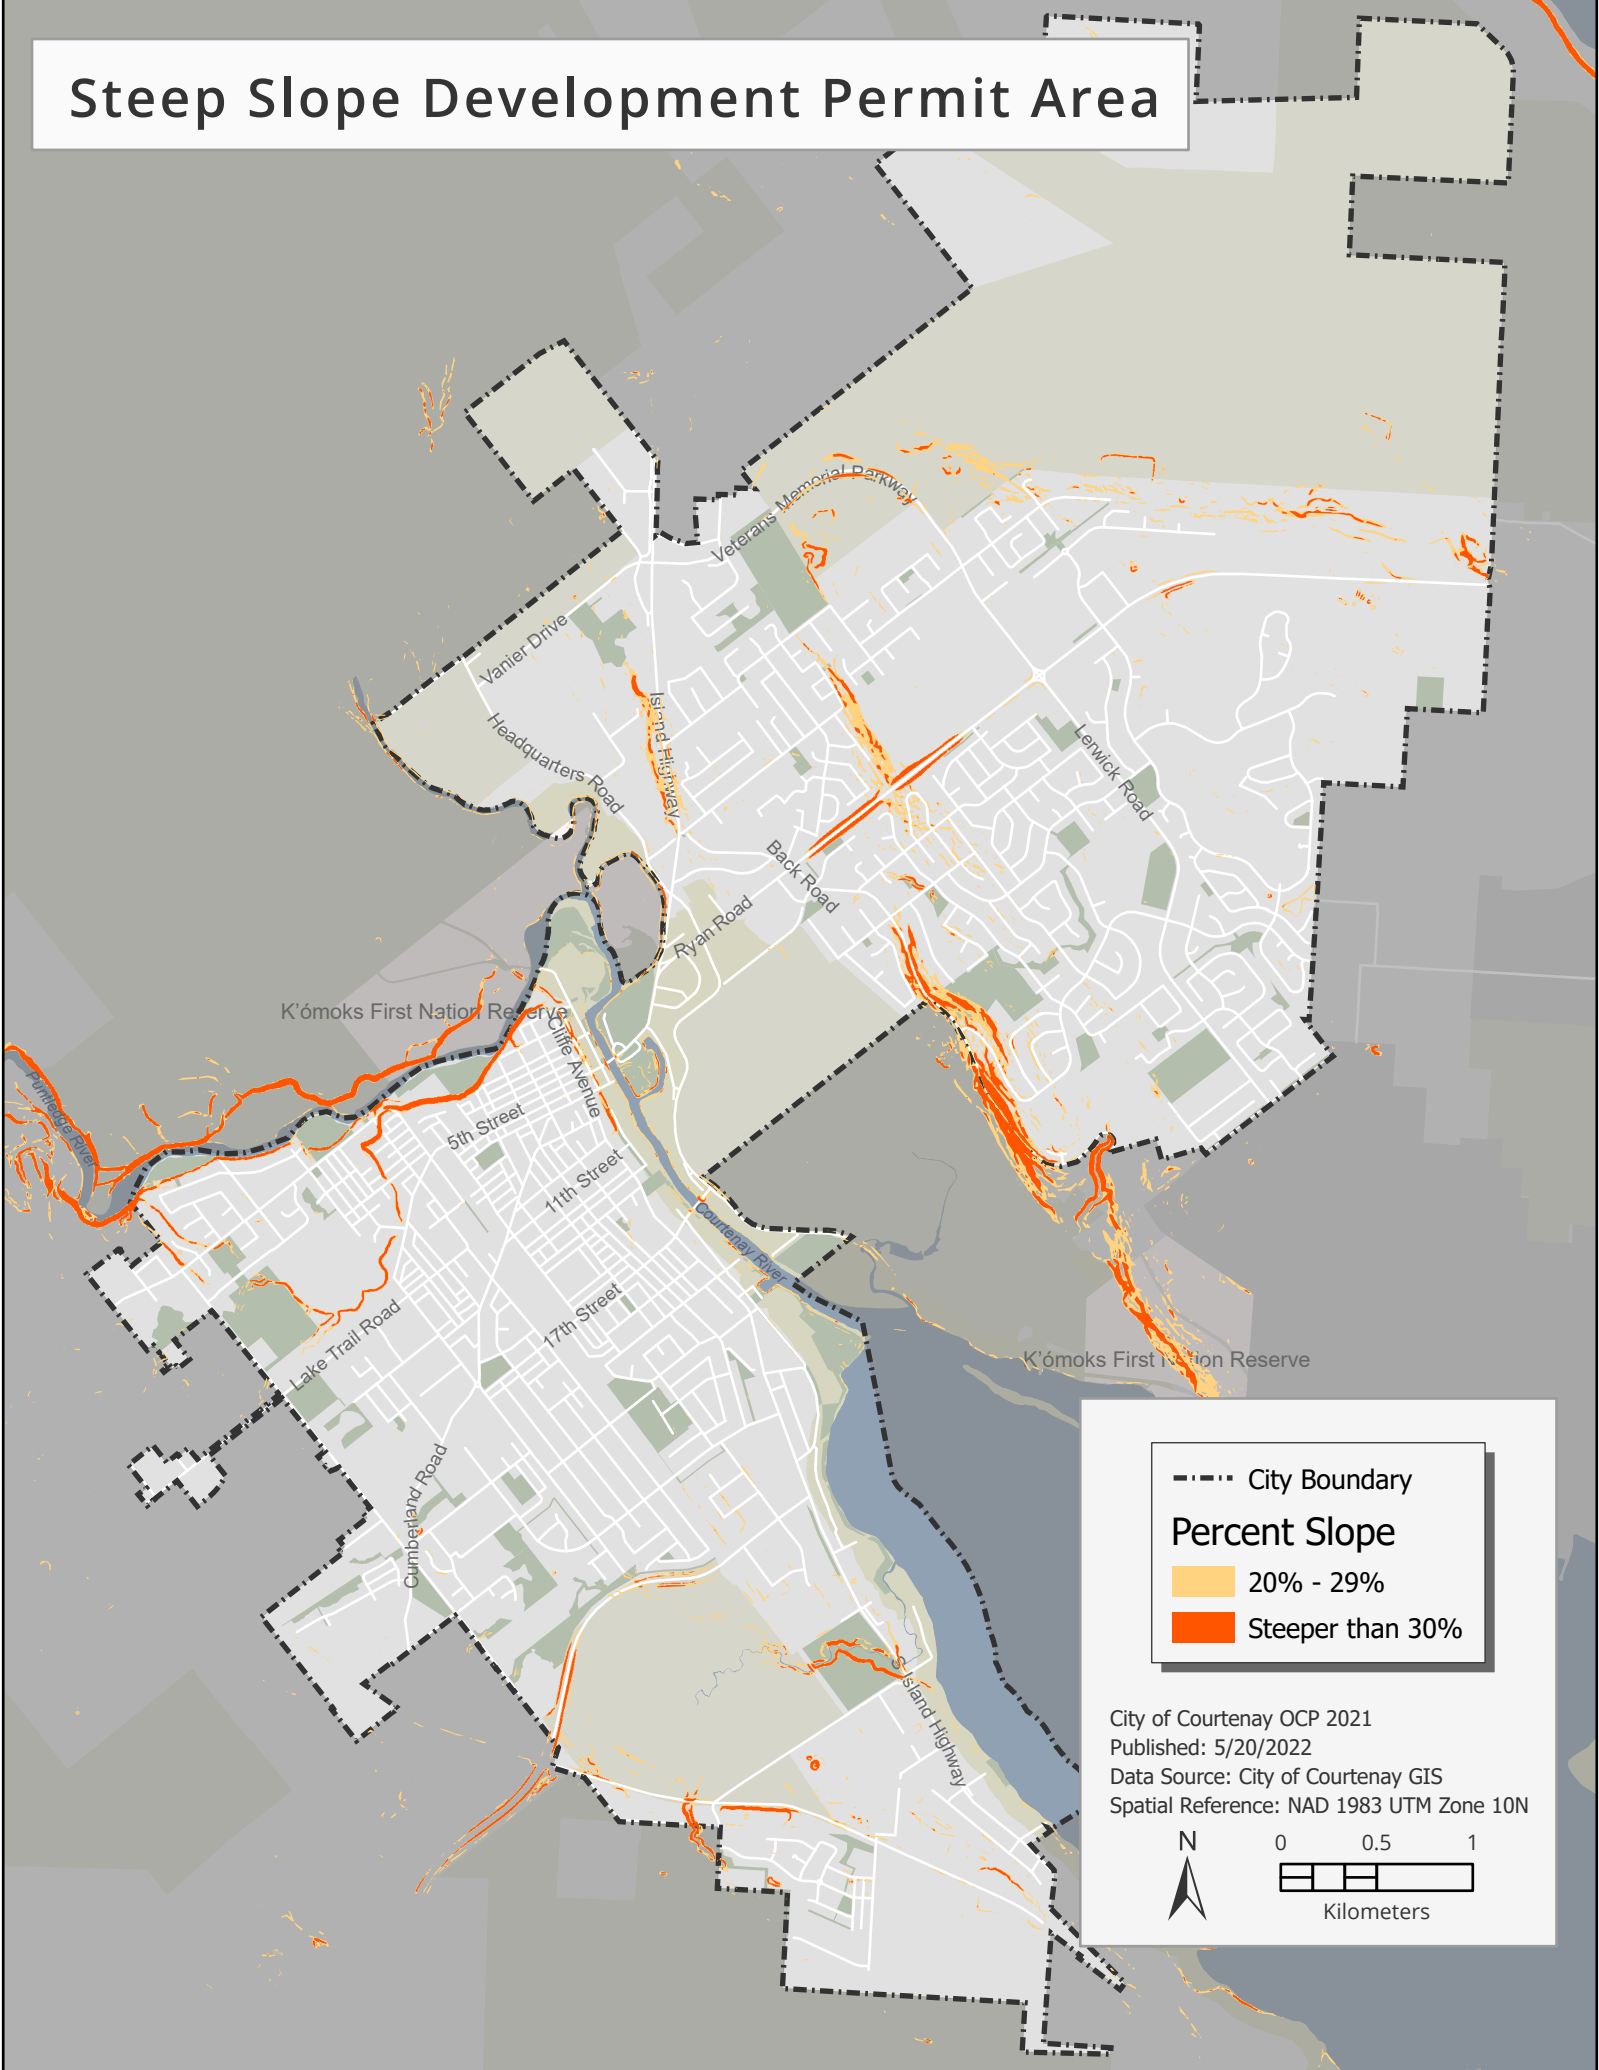 Steep Slope Development Permit Area
Veterans Memorial Parkway
Vanier Drive
Island Highway
Headquarters Road
Lerwick Road
Back Road
Ryan Road
K'ómoks First Nation Reserve
Cliffe Avenue
Puntledge River
5th Street
11th Street
Courtenay River
17th Street
Lake Trail Road
K'ómoks First Nation Reserve
Cumberland Road
S Island Highway
City Boundary
Percent Slope
20% - 29%
Steeper than 30%
City of Courtenay OCP 2021
Published: 5/20/2022
Data Source: City of Courtenay GIS
Spatial Reference: NAD 1983 UTM Zone 10N
N
0 0.5 1
Kilometers